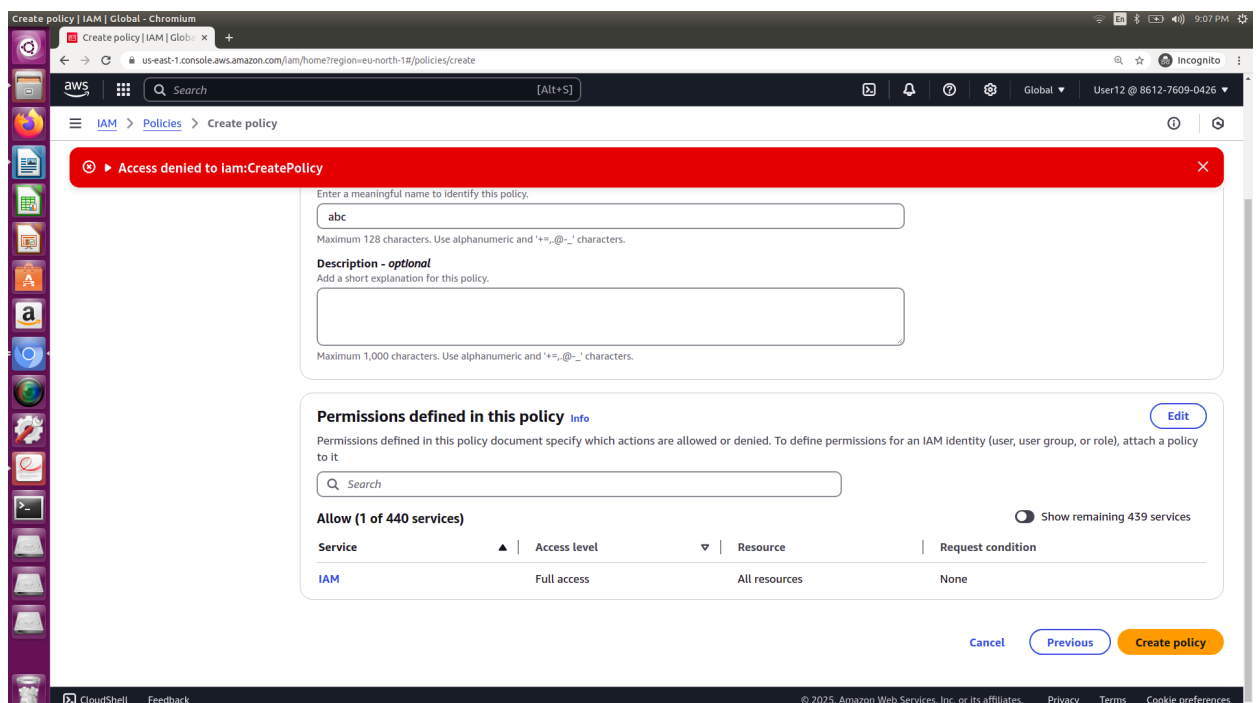 Create policy | IAM | Global - Chromium
En
9:07 PM
Create policy | IAM | Globa
us-east-1.console.aws.amazon.com/iam/home?region=eu-north-1#/policies/create
Incognito
aws
Search
[Alt+S]
Global
User12 @ 8612-7609-0426
IAM > Policies > Create policy
Access denied to iam:CreatePolicy
Enter a meaningful name to identify this policy.
abc
Maximum 128 characters. Use alphanumeric and '+=,.@-_' characters.
Description - optional
Add a short explanation for this policy.
Maximum 1,000 characters. Use alphanumeric and '+=,.@-_' characters.
Permissions defined in this policy Info
Edit
Permissions defined in this policy document specify which actions are allowed or denied. To define permissions for an IAM identity (user, user group, or role), attach a policy
to it
Search
Allow (1 of 440 services)
Show remaining 439 services
Service Access level Resource Request condition
IAM Full access All resources None
Cancel Previous Create policy
CloudShell Feedback © 2025, Amazon Web Services, Inc. or its affiliates. Privacy Terms Cookie preferences